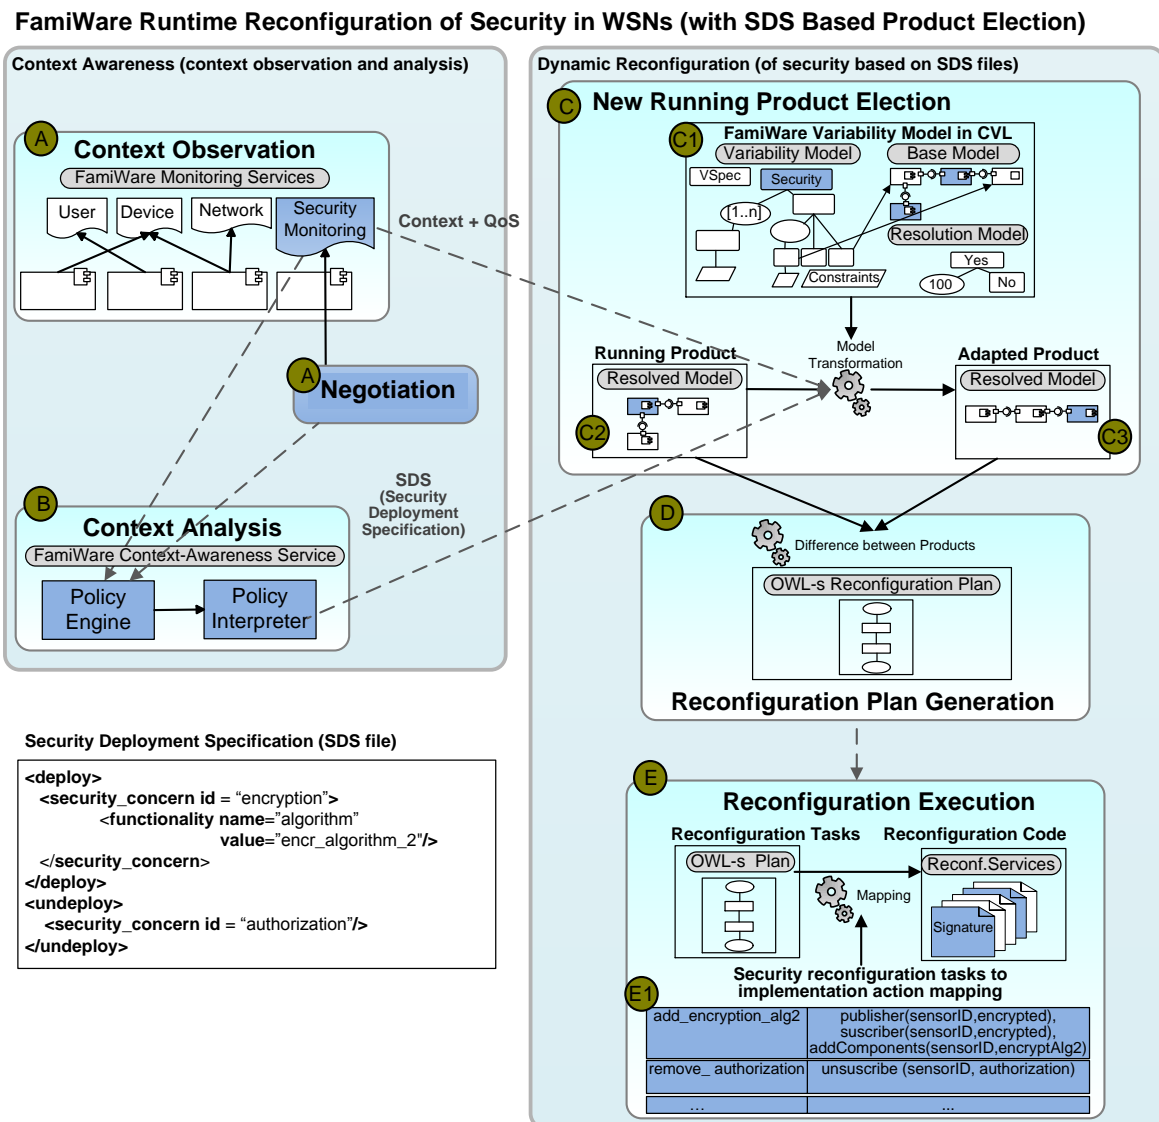 FamiWare Runtime Reconfiguration of Security in WSNs (with SDS Based Product Election)
Context Awareness (context observation and analysis)
A
Context Observation
FamiWare Monitoring Services
User
Device
Network
Security
Monitoring
Context + QoS
A
Negotiation
SDS
(Security
Deployment
Specification)
B
Context Analysis
FamiWare Context-Awareness Service
Policy
Engine
Policy
Interpreter
Security Deployment Specification (SDS file)
<deploy>
<security_concern id = “encryption”>
<functionality name=”algorithm”
value=”encr_algorithm_2"/>
</security_concern>
</deploy>
<undeploy>
<security_concern id = “authorization”/>
</undeploy>
Dynamic Reconfiguration (of security based on SDS files)
C
New Running Product Election
C1
FamiWare Variability Model in CVL
Variability Model
Base Model
VSpec
Security
[1..n]
Resolution Model
Constraints
Yes
100
No
Model
Transformation
Running Product
Resolved Model
C2
Adapted Product
Resolved Model
C3
D
Difference between Products
OWL-s Reconfiguration Plan
Reconfiguration Plan Generation
E
Reconfiguration Execution
Reconfiguration Tasks
Reconfiguration Code
OWL-s Plan
Reconf.Services
Mapping
Signature
Security reconfiguration tasks to
implementation action mapping
E1
add_encryption_alg2
publisher(sensorID,encrypted),
suscriber(sensorID,encrypted),
addComponents(sensorID,encryptAlg2)
remove_ authorization
unsuscribe (sensorID, authorization)
…
...